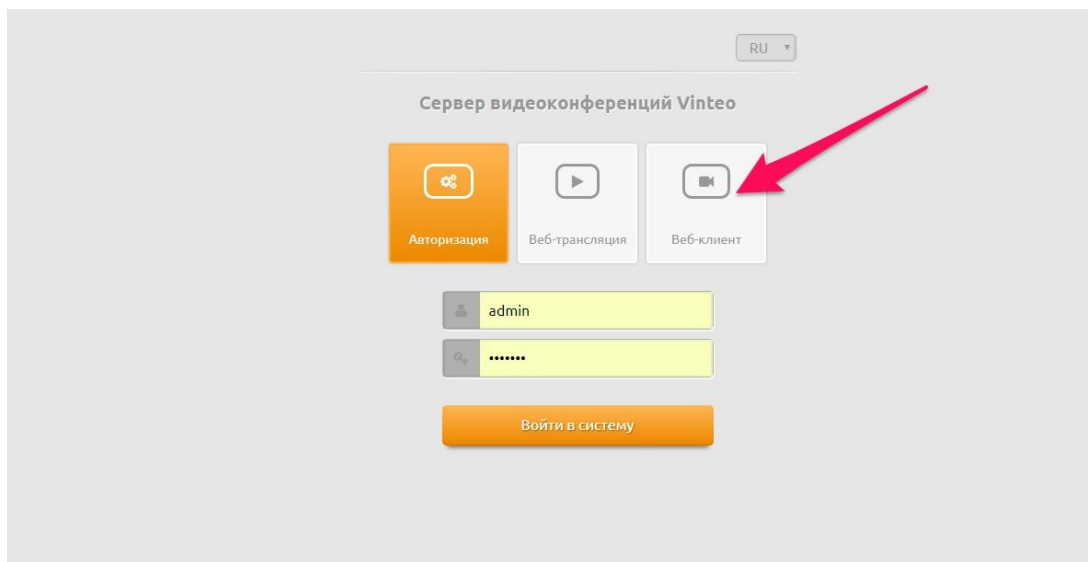 RU
Сервер видеоконференций Vinteo
Авторизация
Веб-трансляция
Веб-клиент
admin
•••••••
Войти в систему